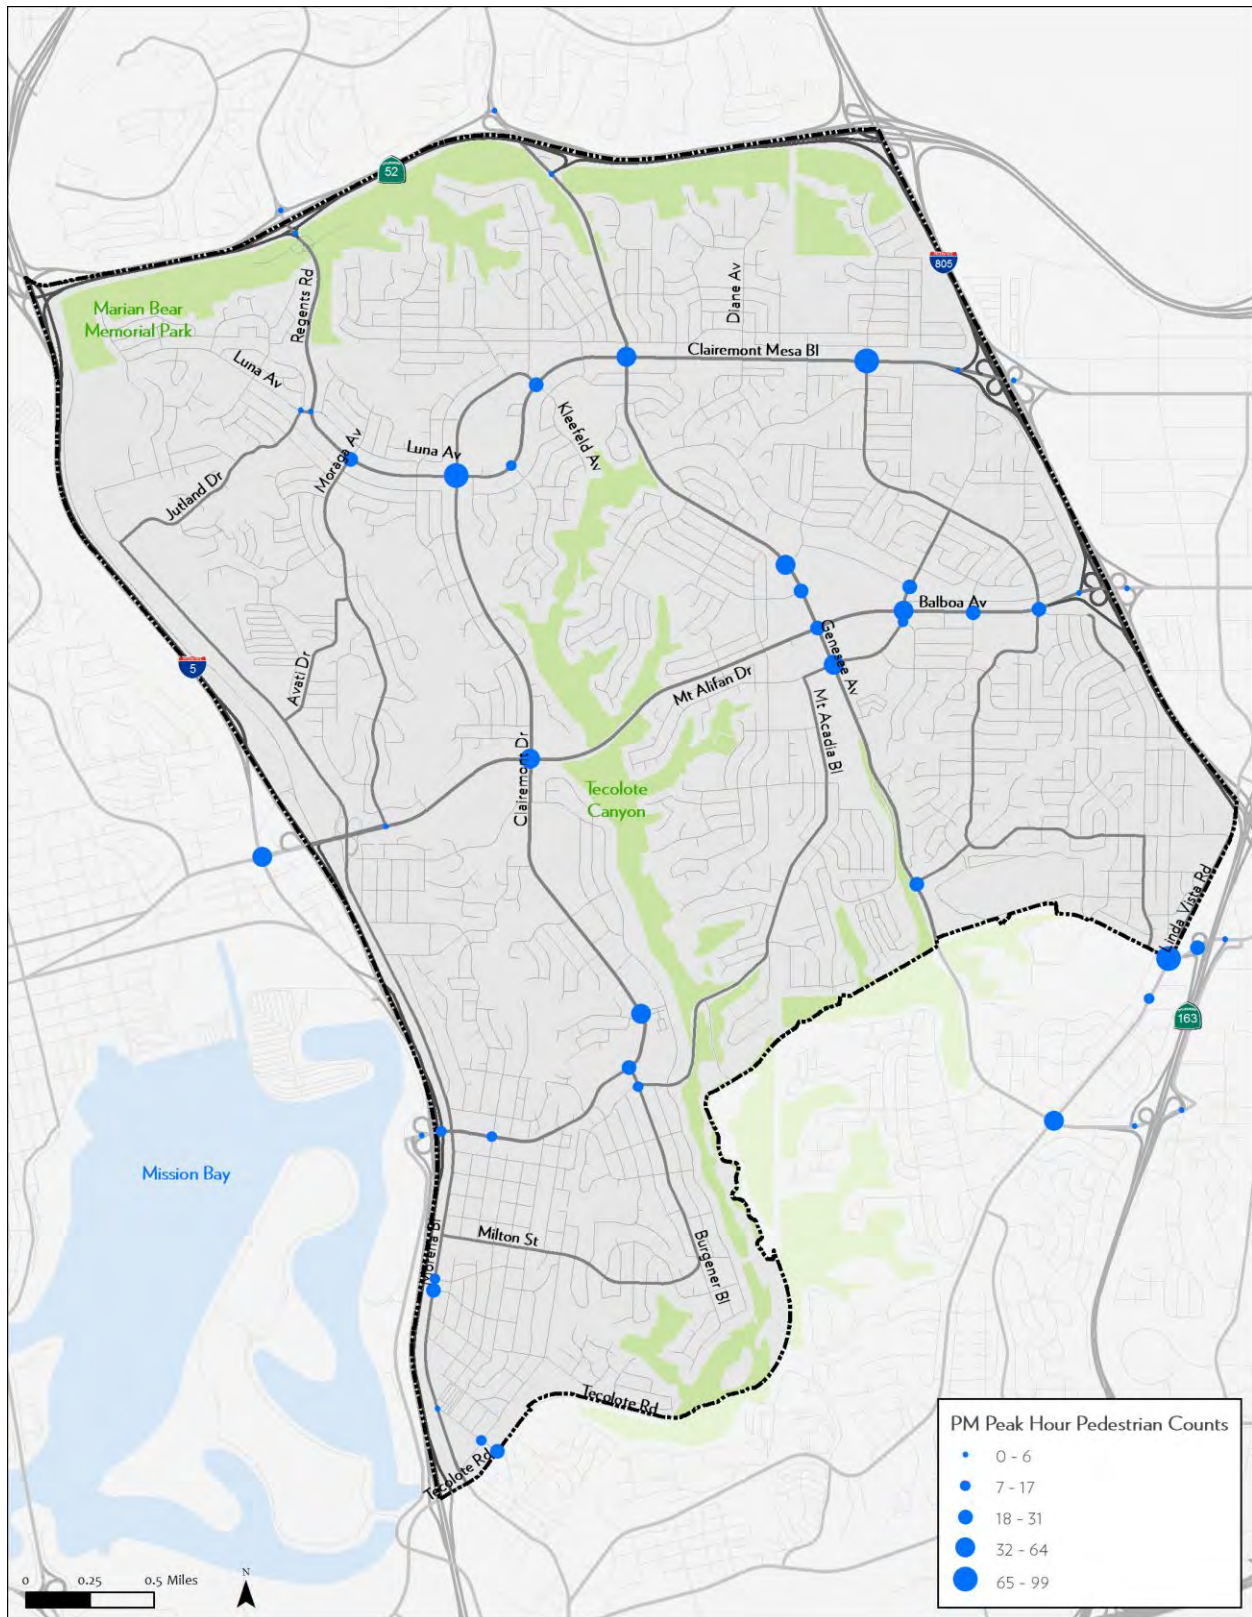 52
805
Marian Bear
Memorial Park
Regents Rd
Diane Av
Clairemont Mesa Bl
Luna Av
Kleefeld Av
Luna Av
Moraga Av
Jutland Dr
Balboa Av
Genesee Av
5
Avati Dr
Mt Alifan Dr
Mt Acadia Bl
Clairemont Dr
Tecolote
Canyon
Linda Vista Rd
163
Mission Bay
Milton St
Morena Bl
Burgener Bl
Tecolote Rd
Tecolote Rd
PM Peak Hour Pedestrian Counts
0 - 6
7 - 17
18 - 31
32 - 64
65 - 99
N
0 0.25 0.5 Miles